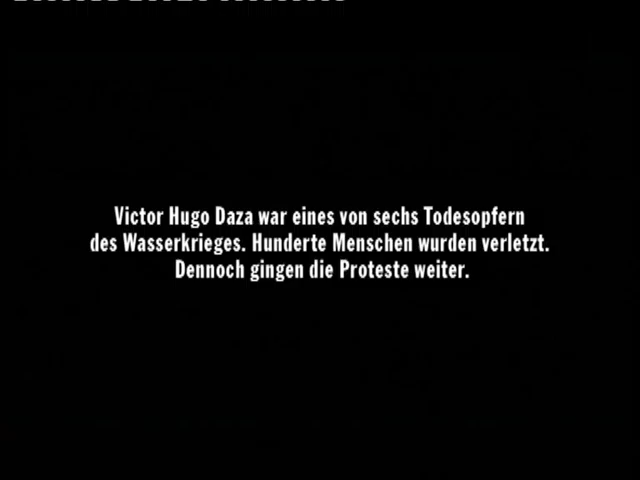 Victor Hugo Daza war eines von sechs Todesopfern
des Wasserkrieges. Hunderte Menschen wurden verletzt.
Dennoch gingen die Proteste weiter.